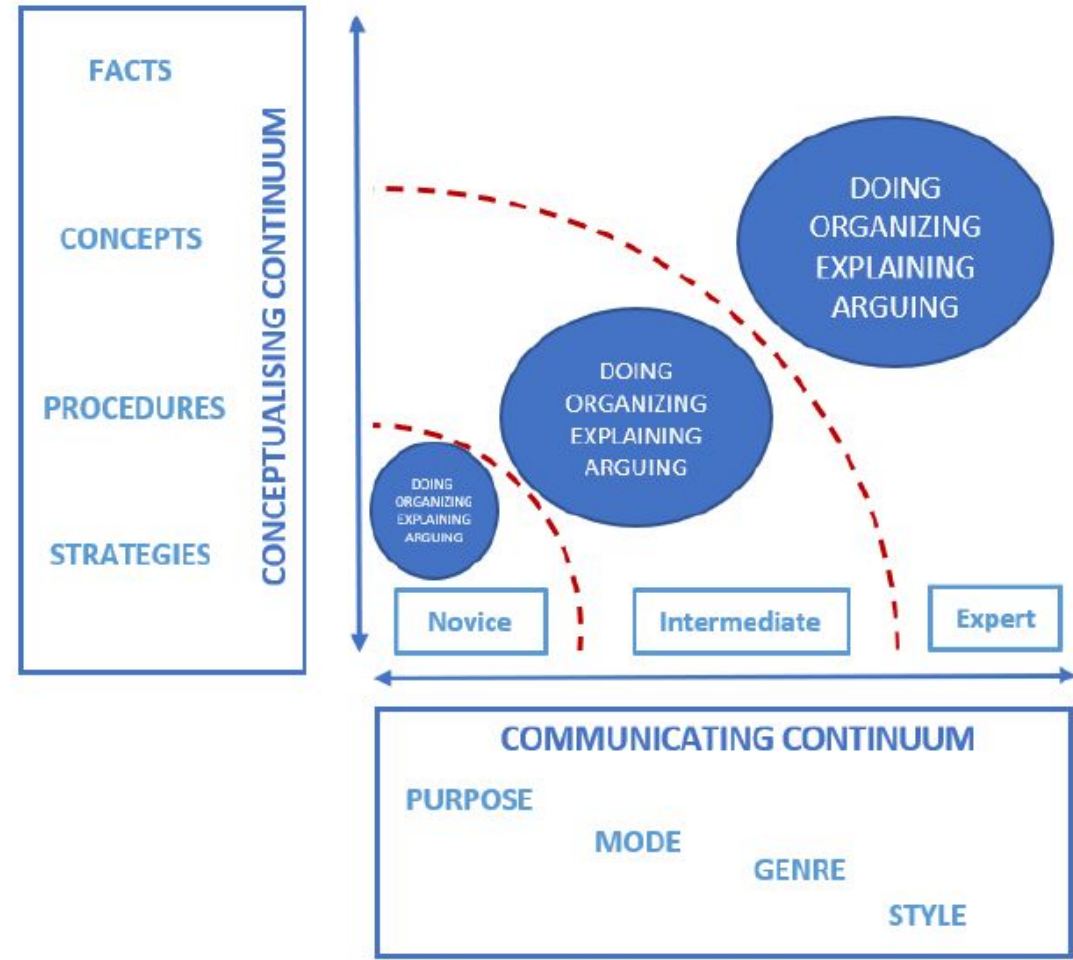 FACTS
CONCEPTS
PROCEDURES
STRATEGIES
CONCEPTUALISING CONTINUUM
DOING
ORGANIZING
EXPLAINING
ARGUING
DOING
ORGANIZING
EXPLAINING
ARGUING
DOING
ORGANIZING
EXPLAINING
ARGUING
Novice
Intermediate
Expert
COMMUNICATING CONTINUUM
PURPOSE
MODE
GENRE
STYLE